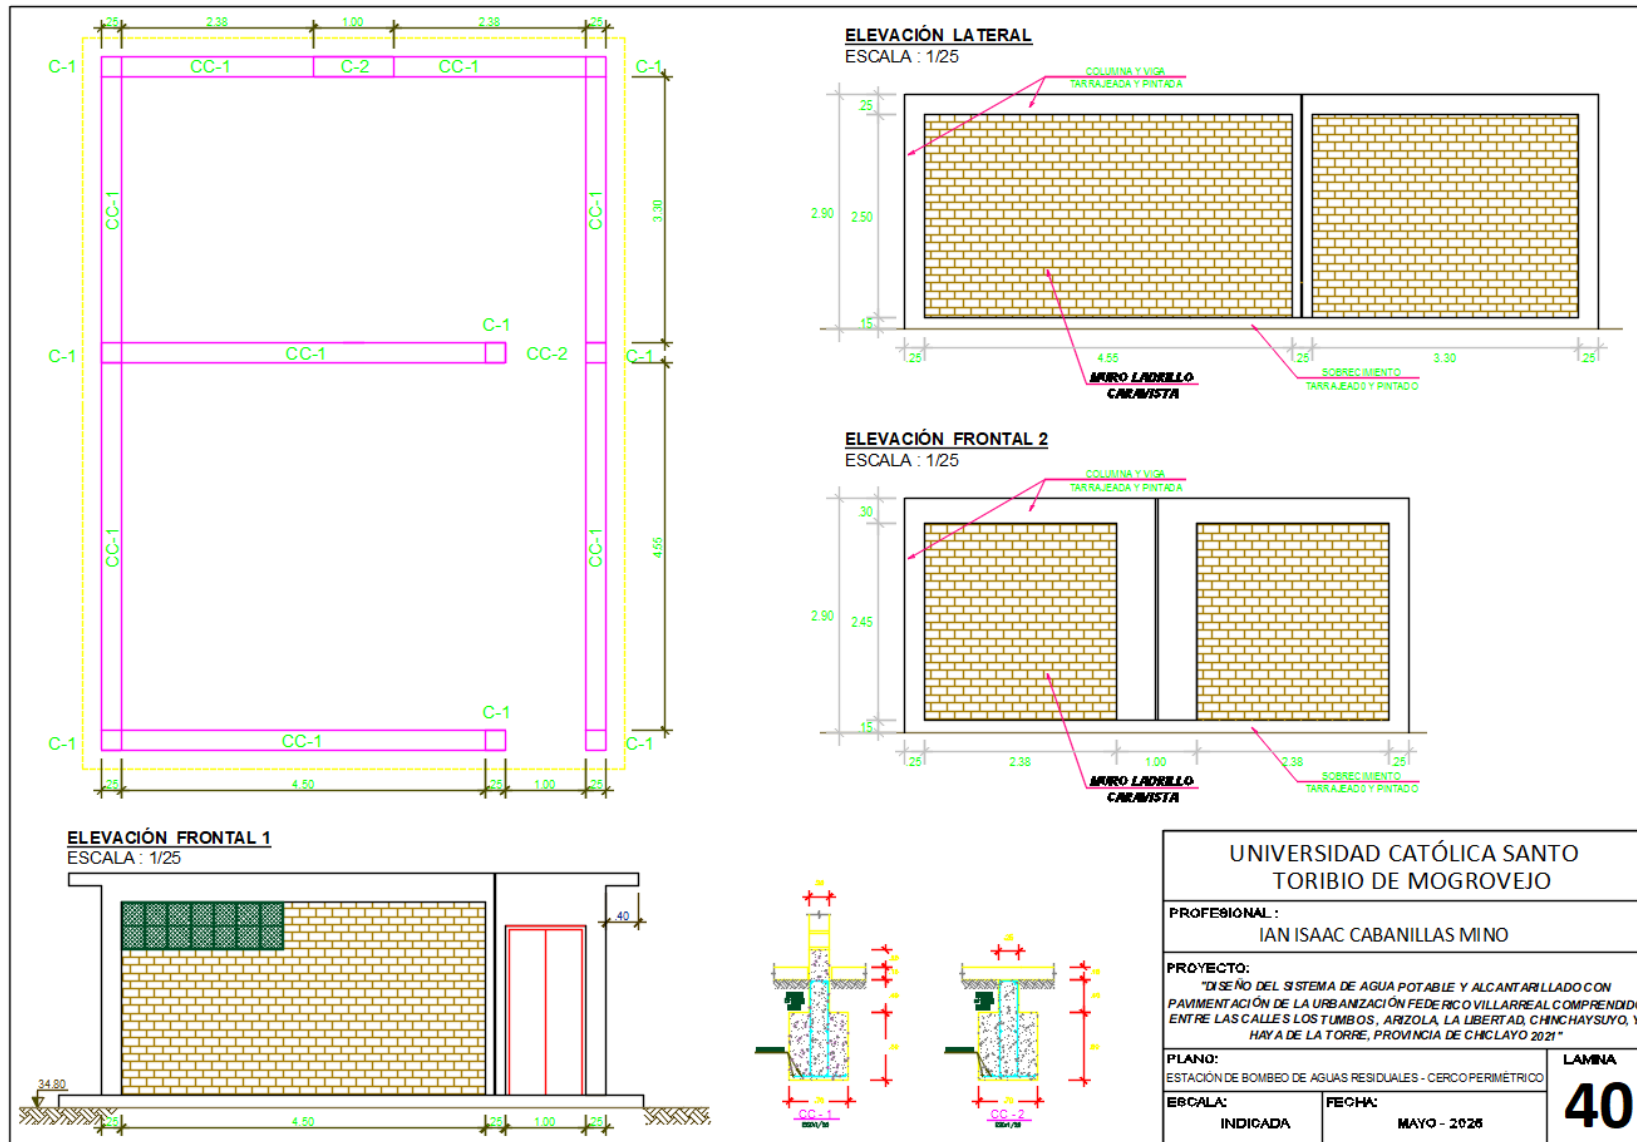 .25 2.38 1.00 2.38 .25
C-1 CC-1 C-2 CC-1 C-1
CC-1 CC-1 3.30
C-1
C-1 CC-1 CC-2 C-1
CC-1 CC-1 4.55
C-1
C-1 CC-1 C-1
.25 4.50 .25 1.00 .25
ELEVACIÓN LATERAL
ESCALA : 1/25
COLUMNA Y VIGA
TARRAJEADA Y PINTADA
.25
2.90 2.50
.15
.25 4.55 .25 3.30 .25
MURO LADRILLO
CARAVISTA
SOBRECIMIENTO
TARRAJEADO Y PINTADO
ELEVACIÓN FRONTAL 2
ESCALA : 1/25
COLUMNA Y VIGA
TARRAJEADA Y PINTADA
.30
2.90 2.45
.15
.25 2.38 1.00 2.38 .25
MURO LADRILLO
CARAVISTA
SOBRECIMIENTO
TARRAJEADO Y PINTADO
ELEVACIÓN FRONTAL 1
ESCALA : 1/25
.40
34.80
.25 4.50 .25 1.00 .25
CC - 1
CC - 2
UNIVERSIDAD CATÓLICA SANTO
TORIBIO DE MOGROVEJO
PROFESIONAL :
IAN ISAAC CABANILLAS MINO
PROYECTO:
"DISEÑO DEL SISTEMA DE AGUA POTABLE Y ALCANTARILLADO CON
PAVIMENTACIÓN DE LA URBANIZACIÓN FEDERICO VILLARREAL COMPRENDIDO
ENTRE LAS CALLES LOS TUMBOS, ARIZOLA, LA LIBERTAD, CHINCHAYSUYO, Y
HAYA DE LA TORRE, PROVINCIA DE CHICLAYO 2021"
PLANO:
ESTACIÓN DE BOMBEO DE AGUAS RESIDUALES - CERCO PERIMÉTRICO
LAMINA
40
ESCALA:
INDICADA
FECHA:
MAYO - 2026